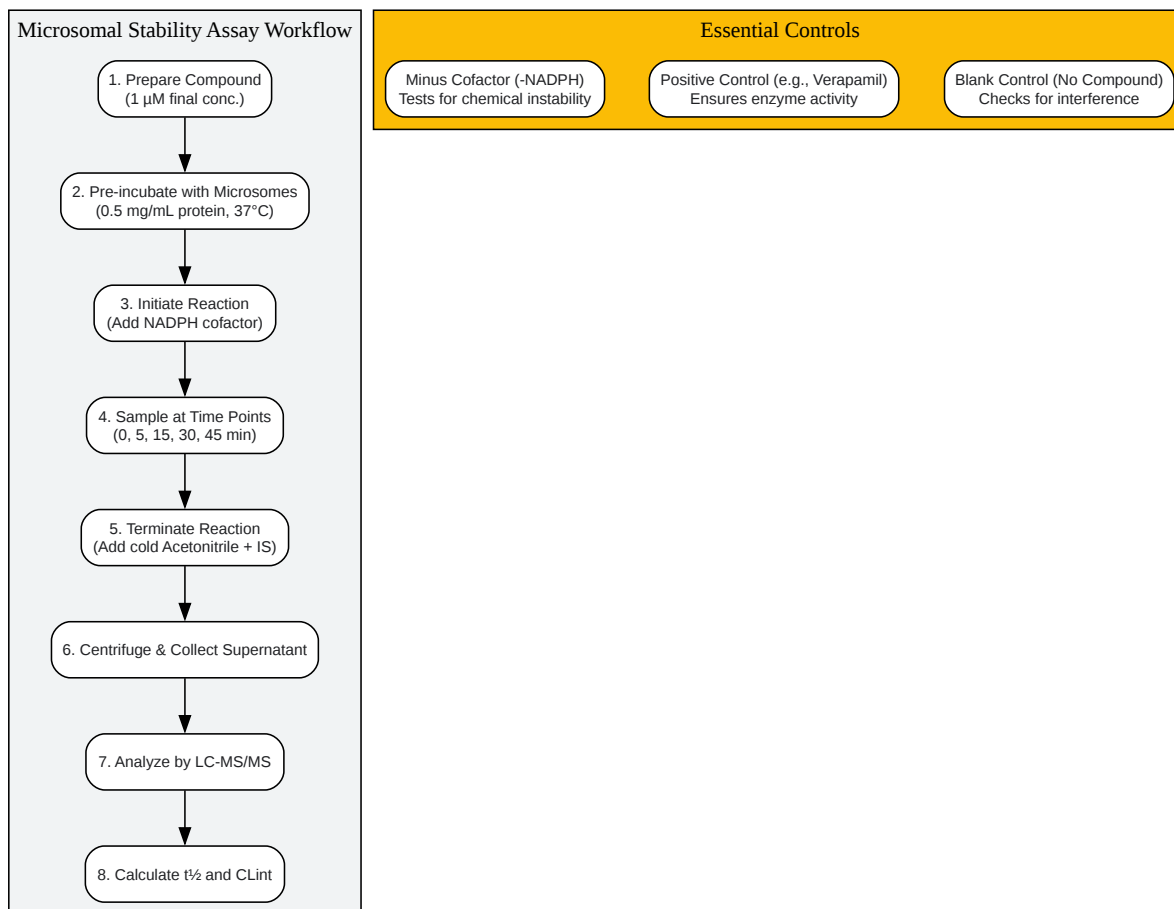 Microsomal Stability Assay Workflow
1. Prepare Compound
(1 µM final conc.)
2. Pre-incubate with Microsomes
(0.5 mg/mL protein, 37°C)
3. Initiate Reaction
(Add NADPH cofactor)
4. Sample at Time Points
(0, 5, 15, 30, 45 min)
5. Terminate Reaction
(Add cold Acetonitrile + IS)
6. Centrifuge & Collect Supernatant
7. Analyze by LC-MS/MS
8. Calculate t½ and CLint
Essential Controls
Minus Cofactor (-NADPH)
Tests for chemical instability
Positive Control (e.g., Verapamil)
Ensures enzyme activity
Blank Control (No Compound)
Checks for interference